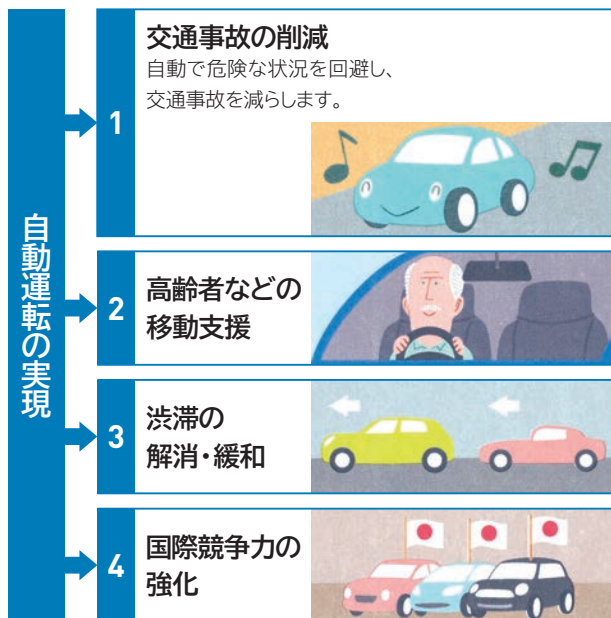 自動運転の実現
1
交通事故の削減
自動で危険な状況を回避し、
交通事故を減らします。
2
高齢者などの
移動支援
3
渋滞の
解消・緩和
4
国際競争力の
強化